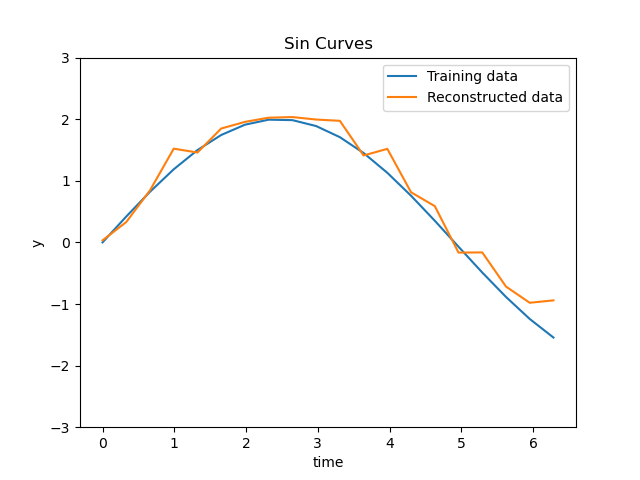 Sin Curves
Training data
Reconstructed data
3
2
1
0
−1
−2
−3
y
0 1 2 3 4 5 6
time